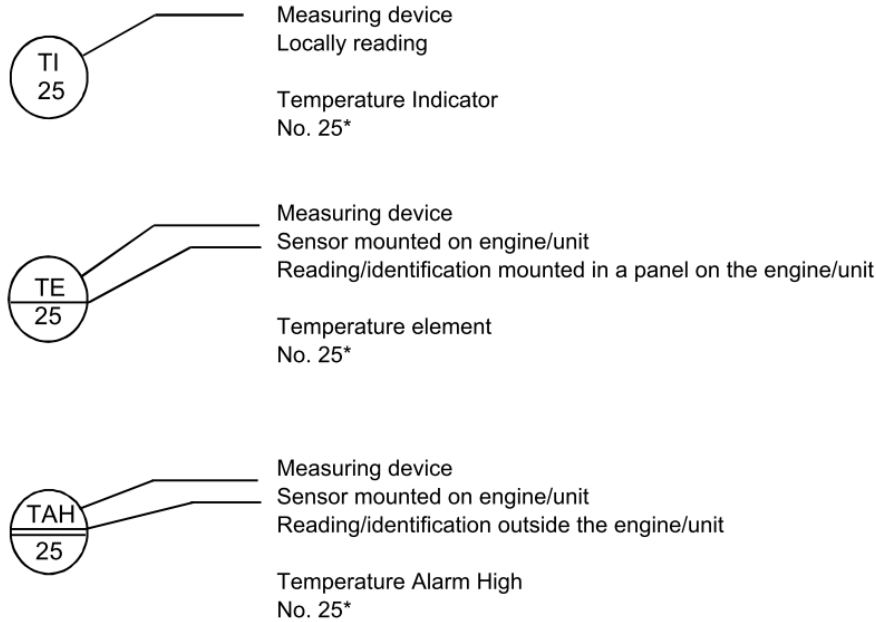 Measuring device
Locally reading
TI
25
Temperature Indicator
No. 25*
Measuring device
Sensor mounted on engine/unit
Reading/identification mounted in a panel on the engine/unit
TE
25
Temperature element
No. 25*
Measuring device
Sensor mounted on engine/unit
Reading/identification outside the engine/unit
TAH
25
Temperature Alarm High
No. 25*